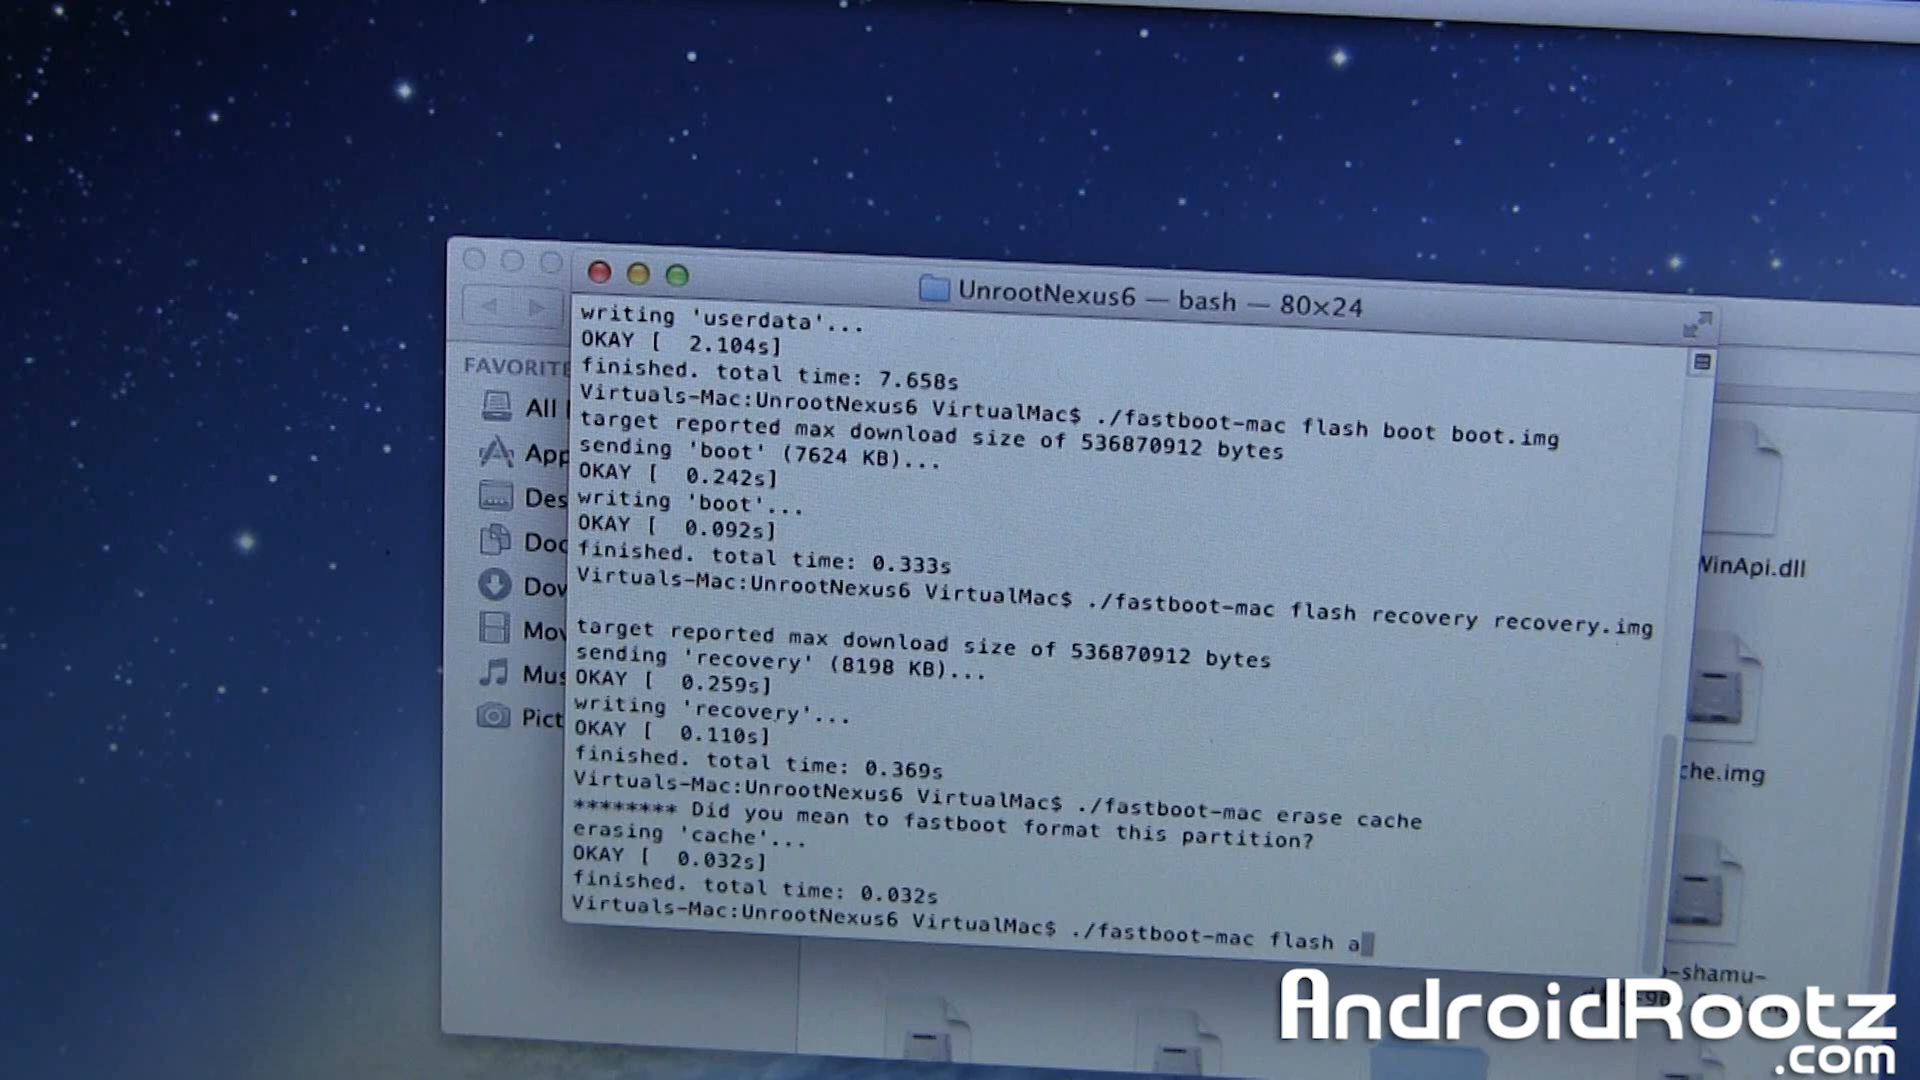 UnrootNexus6 — bash — 80×24
writing 'userdata'...
OKAY [  2.104s]
finished. total time: 7.658s
Virtuals-Mac:UnrootNexus6 VirtualMac$ ./fastboot-mac flash boot boot.img
target reported max download size of 536870912 bytes
sending 'boot' (7624 KB)...
OKAY [  0.242s]
writing 'boot'...
OKAY [  0.092s]
finished. total time: 0.333s
Virtuals-Mac:UnrootNexus6 VirtualMac$ ./fastboot-mac flash recovery recovery.img
target reported max download size of 536870912 bytes
sending 'recovery' (8198 KB)...
OKAY [  0.259s]
writing 'recovery'...
OKAY [  0.110s]
finished. total time: 0.369s
Virtuals-Mac:UnrootNexus6 VirtualMac$ ./fastboot-mac erase cache
******** Did you mean to fastboot format this partition?
erasing 'cache'...
OKAY [  0.032s]
finished. total time: 0.032s
Virtuals-Mac:UnrootNexus6 VirtualMac$ ./fastboot-mac flash a
FAVORITE
All
App
Des
Doc
Dow
Mov
Mus
Pict
WinApi.dll
che.img
-shamu-
AndroidRootz
.com